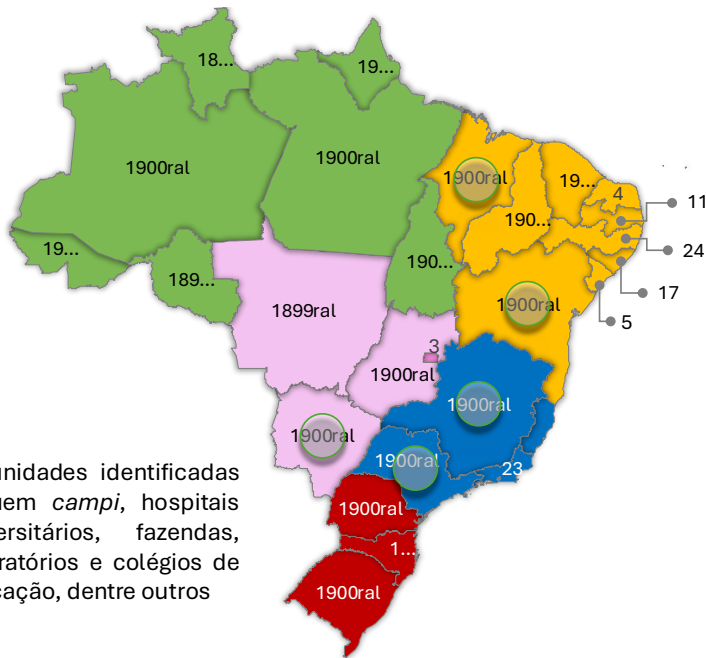 18...
19...
1900ral
1900ral
1900ral
19...
4
11
190...
24
19...
189...
190...
17
1900ral
5
1899ral
3
1900ral
1900ral
1900ral
1900ral
23
unidades identificadas
uem campi, hospitais
ersitários, fazendas,
ratórios e colégios de
cação, dentre outros
1900ral
1...
1900ral